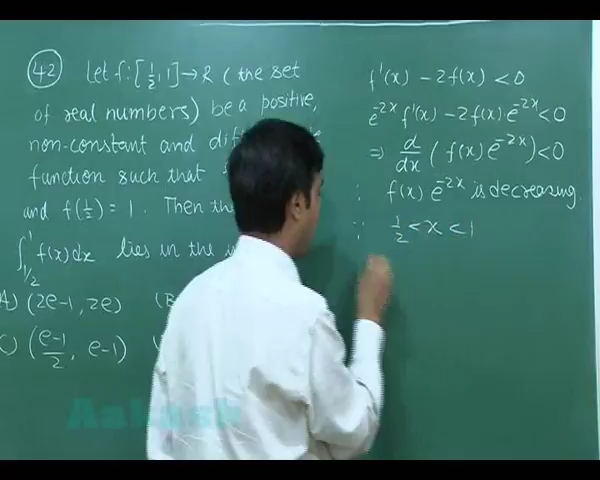 42 Let f: [1/2, 1] → R (the set
of real numbers) be a positive,
non-constant and
function such that
and f(1/2) = 1. Then
∫_{1/2}^{1} f(x) dx lies in the
A) (2e-1, 2e)
C) ((e-1)/2, e-1)
f'(x) - 2f(x) < 0
e^{-2x} f'(x) - 2f(x) e^{-2x} < 0
⇒ d/dx (f(x) e^{-2x}) < 0
∴ f(x) e^{-2x} is decreasing.
∵ 1/2 < x < 1
Aakash